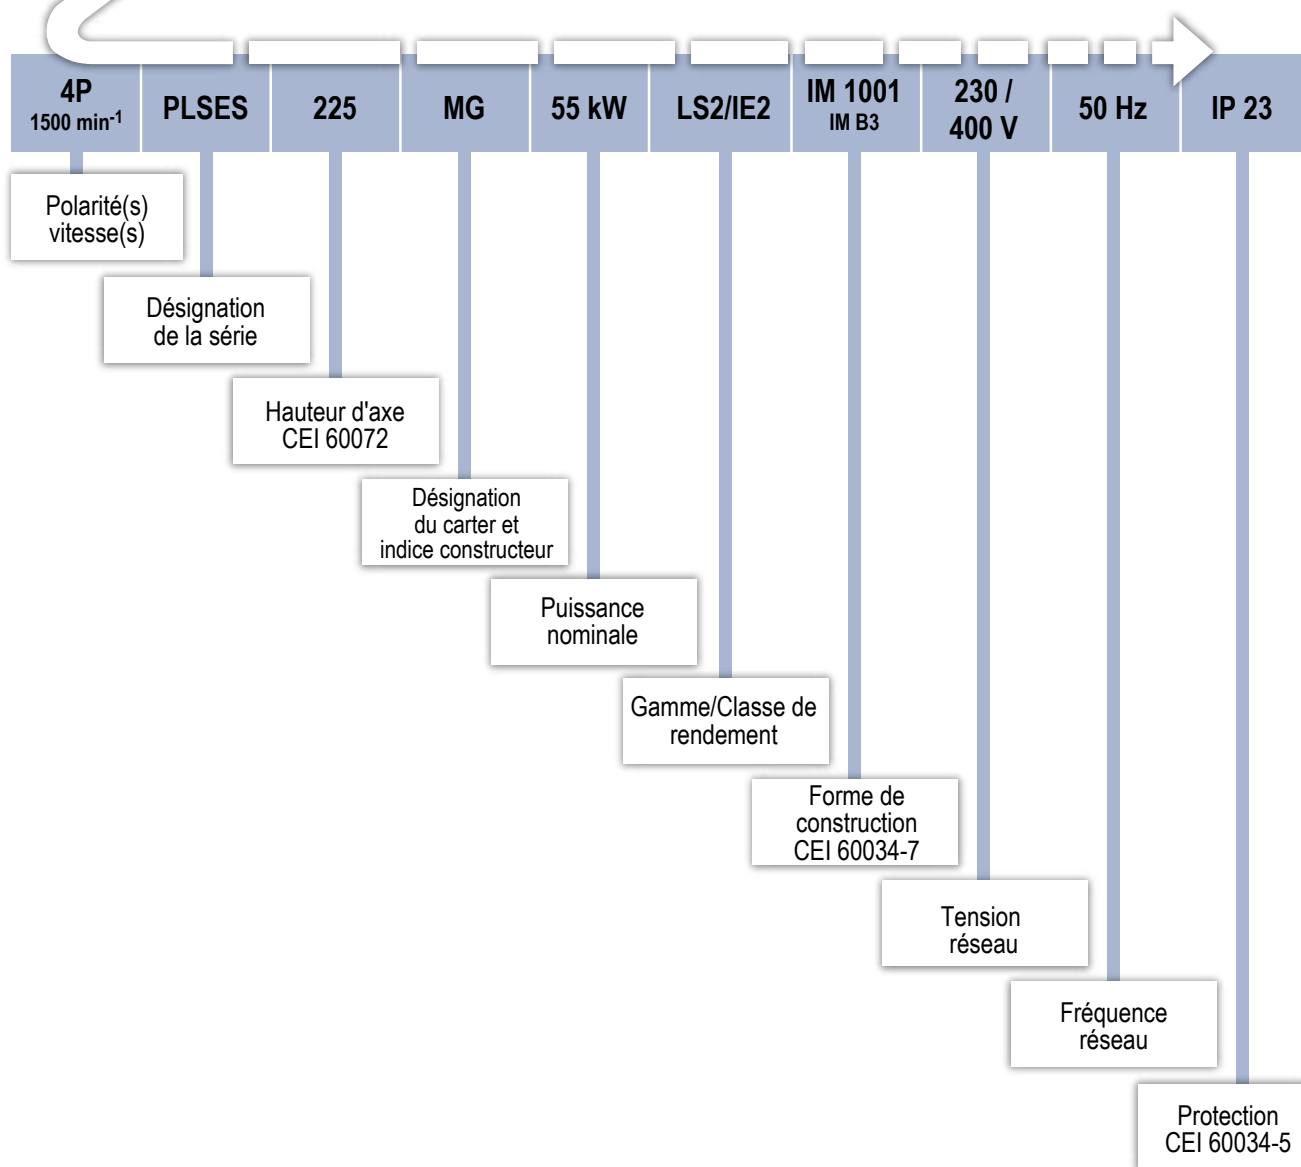 4P
1500 min-1
PLSES
225
MG
55 kW
LS2/IE2
IM 1001
IM B3
230 /
400 V
50 Hz
IP 23
Polarité(s)
vitesse(s)
Désignation
de la série
Hauteur d'axe
CEI 60072
Désignation
du carter et
indice constructeur
Puissance
nominale
Gamme/Classe de
rendement
Forme de
construction
CEI 60034-7
Tension
réseau
Fréquence
réseau
Protection
CEI 60034-5